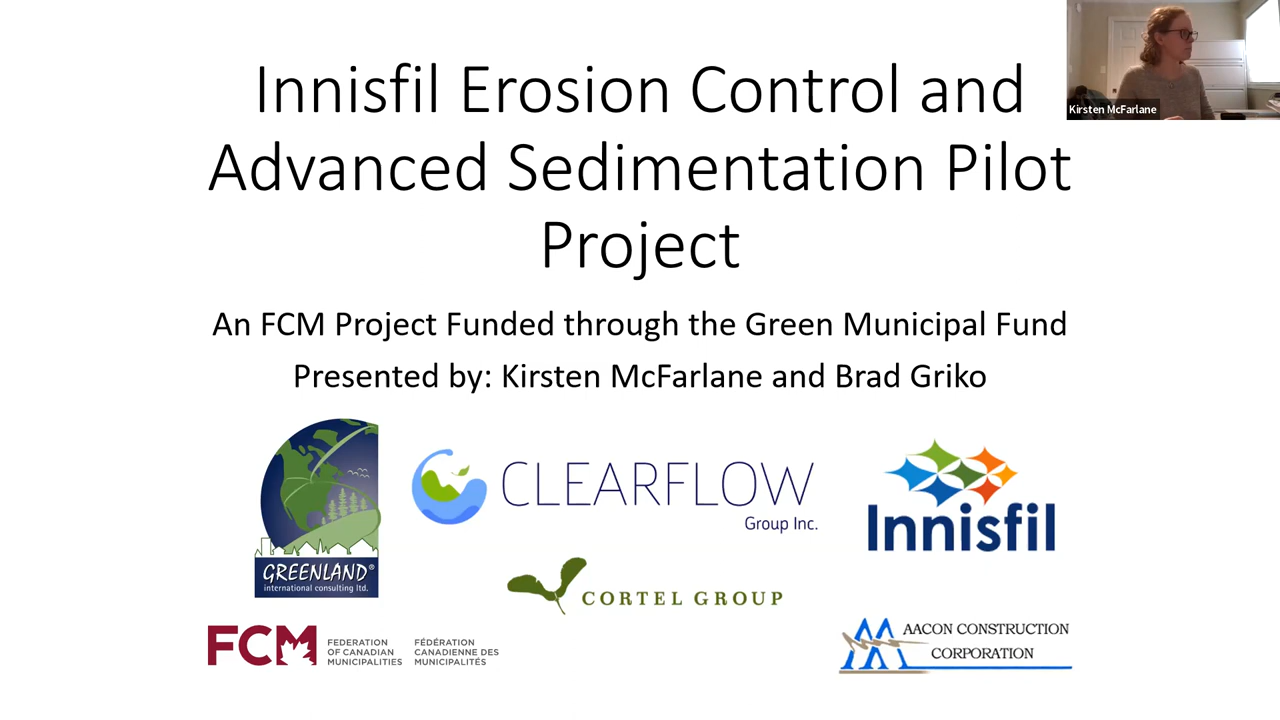 Innisfil Erosion Control and
Advanced Sedimentation Pilot
Project
Kirsten McFarlane
An FCM Project Funded through the Green Municipal Fund
Presented by: Kirsten McFarlane and Brad Griko
GREENLAND®
international consulting ltd.
CLEARFLOW
Group Inc.
Innisfil
CORTEL GROUP
FCM
FEDERATION
OF CANADIAN
MUNICIPALITIES
FÉDÉRATION
CANADIENNE DES
MUNICIPALITÉS
AACON CONSTRUCTION
CORPORATION